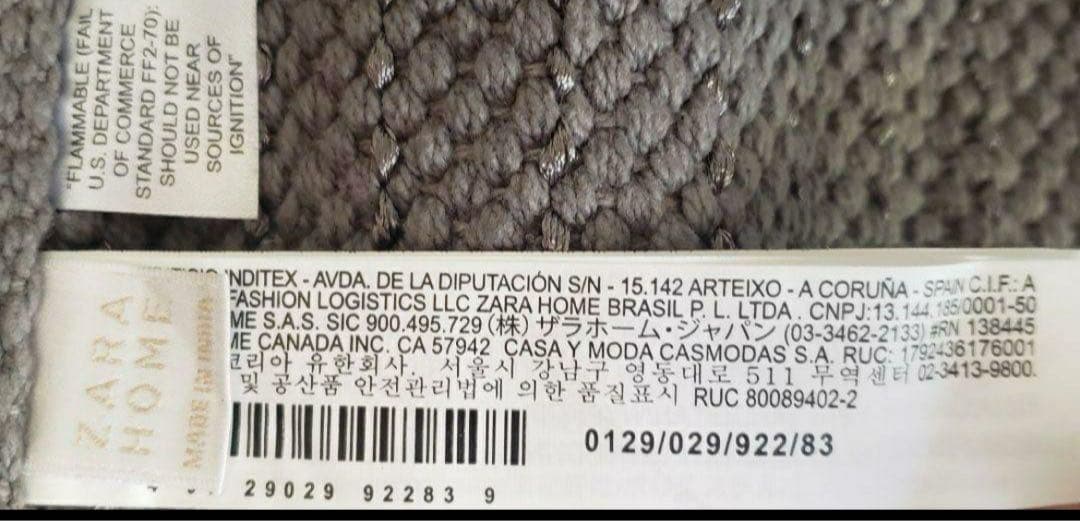 "FLAMMABLE (FAIL
U.S. DEPARTMENT
OF COMMERCE
STANDARD FF2-70):
SHOULD NOT BE
USED NEAR
SOURCES OF
IGNITION"
ZARA
HOME
MADE IN INDIA
INDITEX - AVDA. DE LA DIPUTACIÓN S/N - 15.142 ARTEIXO - A CORUÑA - SPAIN C.I.F.: A
FASHION LOGISTICS LLC ZARA HOME BRASIL P. L. LTDA . CNPJ:13.144.185/0001-50
ME S.A.S. SIC 900.495.729 (株) ザラホーム・ジャパン (03-3462-2133) #RN 138445
ME CANADA INC. CA 57942 CASA Y MODA CASMODAS S.A. RUC: 1792436176001
코리아 유한회사. 서울시 강남구 영동대로 511 무역센터 02-3413-9800.
및 공산품 안전관리법에 의한 품질표시 RUC 80089402-2
0129/029/922/83
29029 92283 9